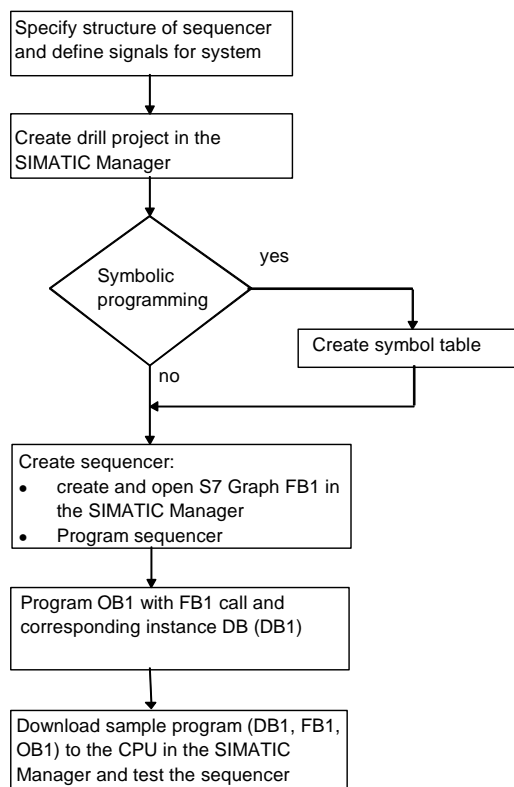 Specify structure of sequencer
and define signals for system
Create drill project in the
SIMATIC Manager
Symbolic
programming
yes
Create symbol table
no
Create sequencer:
• create and open S7 Graph FB1 in
the SIMATIC Manager
• Program sequencer
Program OB1 with FB1 call and
corresponding instance DB (DB1)
Download sample program (DB1, FB1,
OB1) to the CPU in the SIMATIC
Manager and test the sequencer